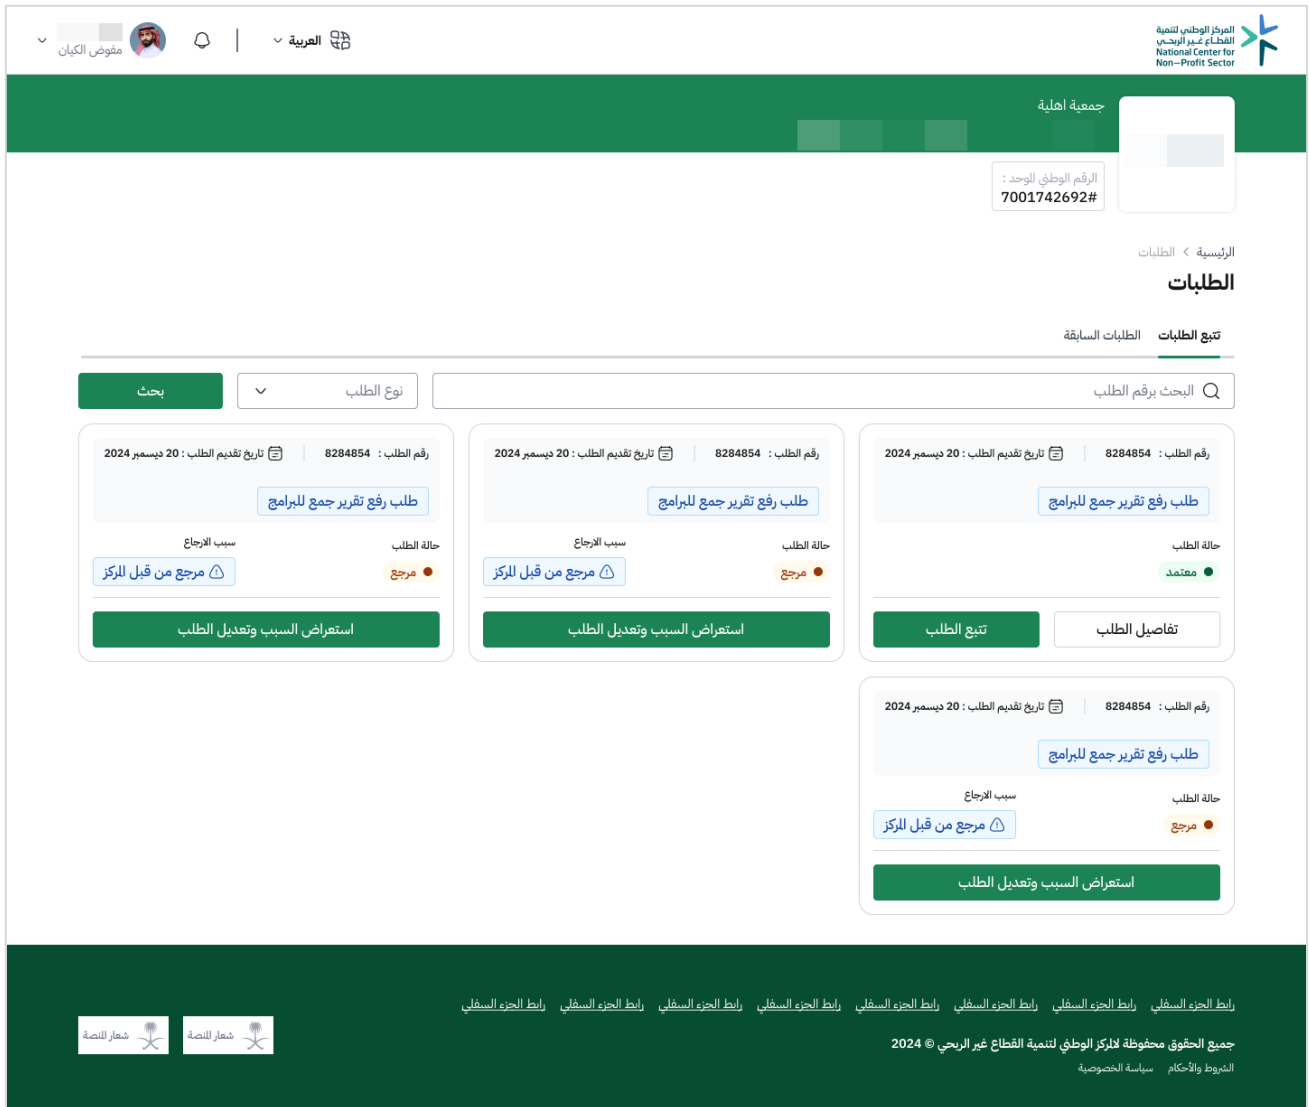 المركز الوطني لتنمية
القطاع غير الربحي
National Center for
Non–Profit Sector
العربية
مفوض الكيان
جمعية اهلية
الرقم الوطني الموحد :
7001742692#
الرئيسية > الطلبات
الطلبات
تتبع الطلبات
الطلبات السابقة
البحث برقم الطلب
نوع الطلب
بحث
رقم الطلب : 8284854
تاريخ تقديم الطلب : 20 ديسمبر 2024
طلب رفع تقرير جمع للبرامج
حالة الطلب
معتمد
تفاصيل الطلب
تتبع الطلب
رقم الطلب : 8284854
تاريخ تقديم الطلب : 20 ديسمبر 2024
طلب رفع تقرير جمع للبرامج
حالة الطلب
سبب الارجاع
مرجع
مرجع من قبل المركز
استعراض السبب وتعديل الطلب
رقم الطلب : 8284854
تاريخ تقديم الطلب : 20 ديسمبر 2024
طلب رفع تقرير جمع للبرامج
حالة الطلب
سبب الارجاع
مرجع
مرجع من قبل المركز
استعراض السبب وتعديل الطلب
رقم الطلب : 8284854
تاريخ تقديم الطلب : 20 ديسمبر 2024
طلب رفع تقرير جمع للبرامج
حالة الطلب
سبب الارجاع
مرجع
مرجع من قبل المركز
استعراض السبب وتعديل الطلب
رابط الجزء السفلي رابط الجزء السفلي رابط الجزء السفلي رابط الجزء السفلي رابط الجزء السفلي رابط الجزء السفلي رابط الجزء السفلي رابط الجزء السفلي
جميع الحقوق محفوظة لالمركز الوطني لتنمية القطاع غير الربحي © 2024
الشروط والأحكام سياسة الخصوصية
شعار المنصة
شعار المنصة